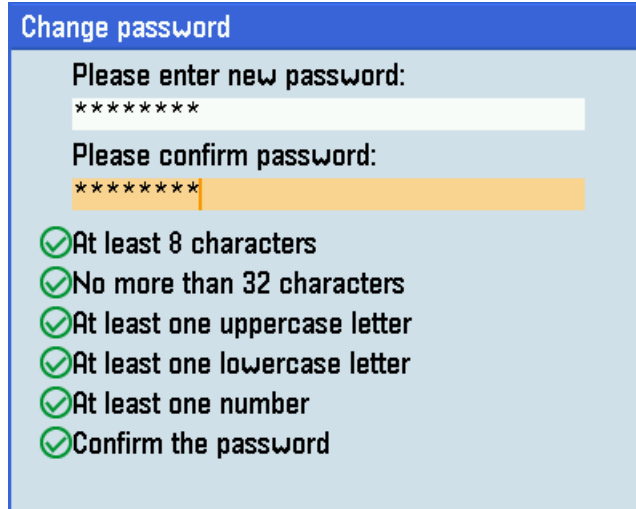 Change password
Please enter new password:
********
Please confirm password:
********
At least 8 characters
No more than 32 characters
At least one uppercase letter
At least one lowercase letter
At least one number
Confirm the password